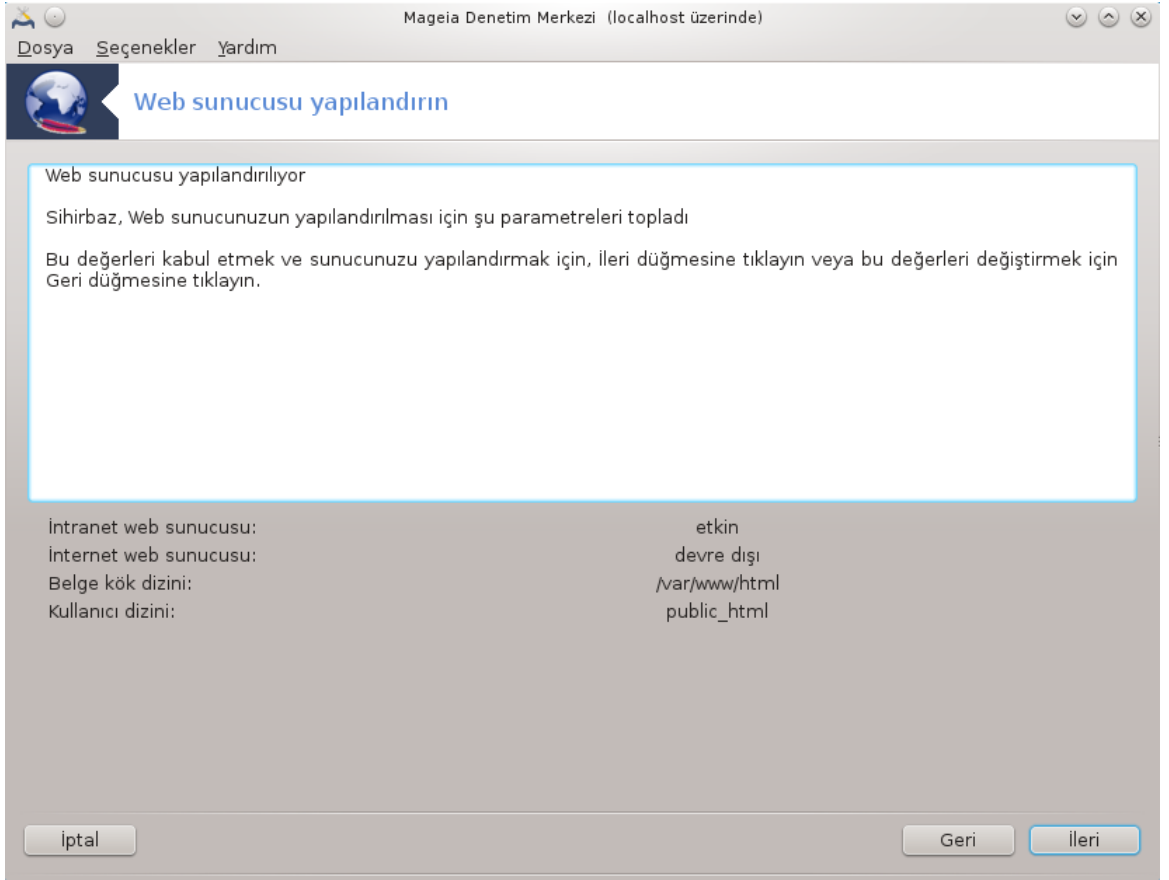 Mageia Denetim Merkezi (localhost üzerinde)
Dosya Seçenekler Yardım
Web sunucusu yapılandırın
Web sunucusu yapılandırılıyor
Sihirbaz, Web sunucunuzun yapılandırılması için şu parametreleri topladı
Bu değerleri kabul etmek ve sunucunuzu yapılandırmak için, İleri düğmesine tıklayın veya bu değerleri değiştirmek için
Geri düğmesine tıklayın.
İntranet web sunucusu: etkin
İnternet web sunucusu: devre dışı
Belge kök dizini: /var/www/html
Kullanıcı dizini: public_html
İptal Geri İleri